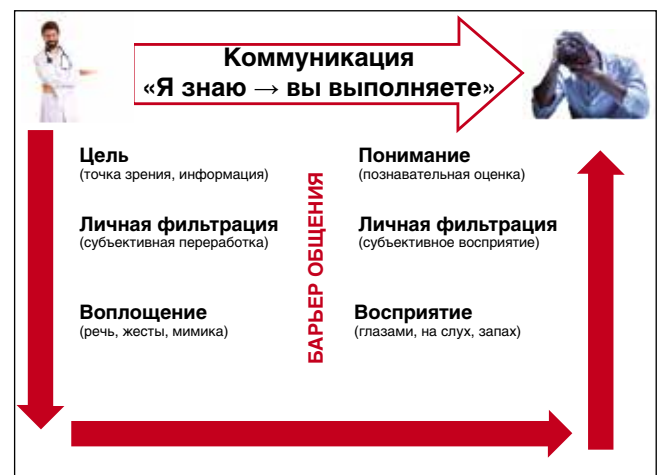 Коммуникация
«Я знаю → вы выполняете»
Цель
(точка зрения, информация)
Личная фильтрация
(субъективная переработка)
Воплощение
(речь, жесты, мимика)
БАРЬЕР ОБЩЕНИЯ
Понимание
(познавательная оценка)
Личная фильтрация
(субъективное восприятие)
Восприятие
(глазами, на слух, запах)